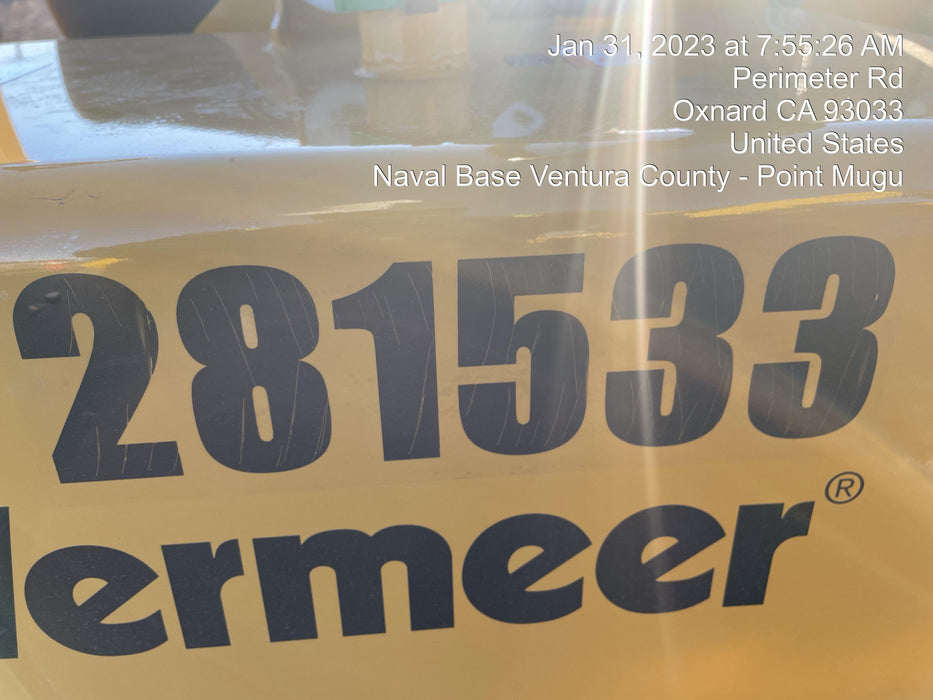 Jan 31, 2023 at 7:55:26 AM
Perimeter Rd
Oxnard CA 93033
United States
Naval Base Ventura County - Point Mugu
281533
ermeer®